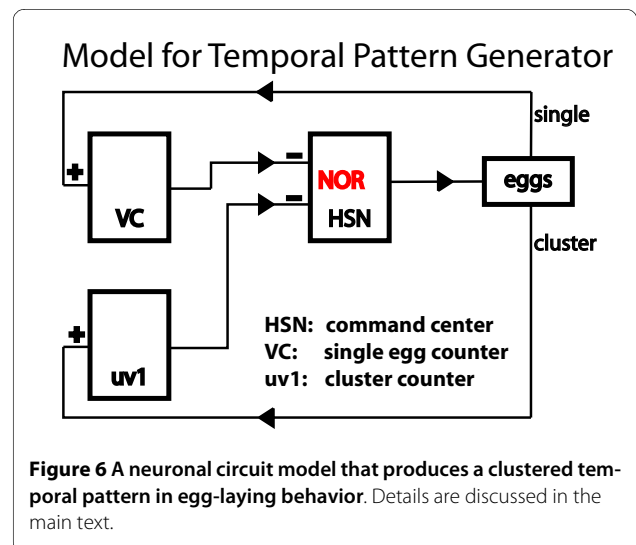 Model for Temporal Pattern Generator
single
+
VC
−
−
NOR
HSN
eggs
cluster
+
uv1
HSN: command center
VC: single egg counter
uv1: cluster counter
Figure 6 A neuronal circuit model that produces a clustered tem-
poral pattern in egg-laying behavior. Details are discussed in the
main text.